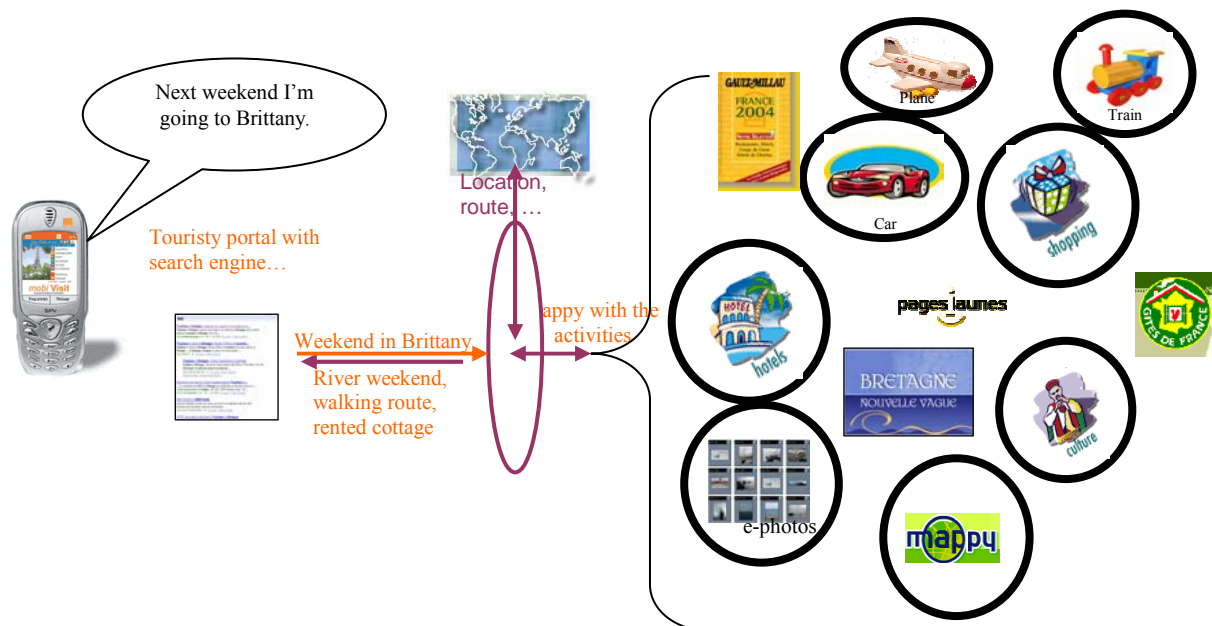 Next weekend I'm
going to Brittany.
Touristy portal with
search engine…
mobi Visit
SPV
Weekend in Brittany
River weekend,
walking route,
rented cottage
Location,
route, …
appy with the
activities
GAULT-MILLAU
FRANCE
2004
Plane
Train
Car
shopping
HOTEL
hotels
pages jaunes
GITES DE FRANCE
BRETAGNE
NOUVELLE VAGUE
culture
e-photos
mappy